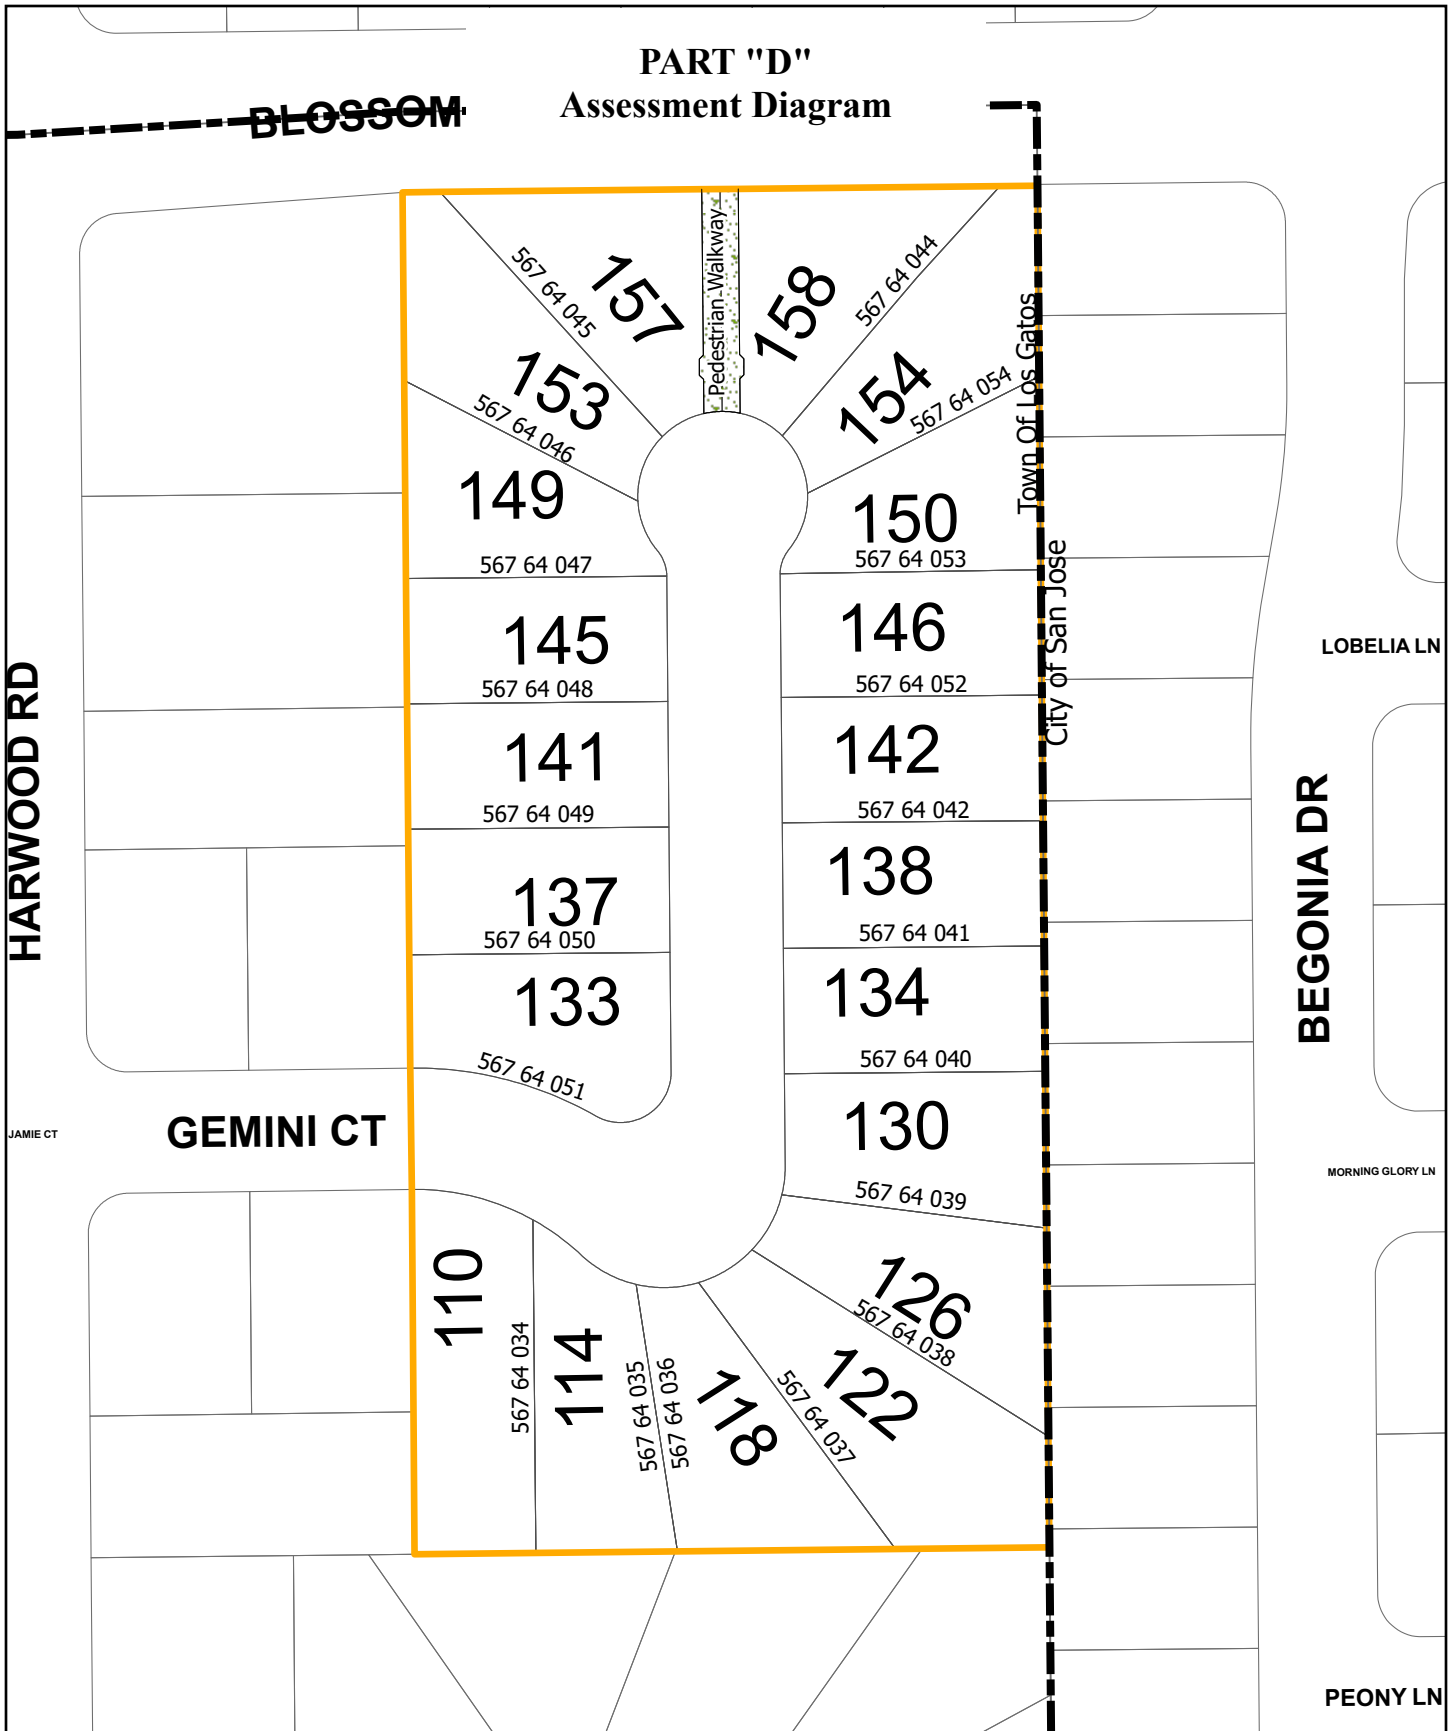 PART "D"
Assessment Diagram
BLOSSOM
Pedestrian Walkway
157
567 64 045
158
567 64 044
153
567 64 046
154
567 64 054
Town Of Los Gatos
149
567 64 047
150
567 64 053
City of San Jose
145
567 64 048
146
567 64 052
LOBELIA LN
HARWOOD RD
141
567 64 049
142
567 64 042
BEGONIA DR
137
567 64 050
138
567 64 041
133
567 64 051
134
567 64 040
JAMIE CT
GEMINI CT
130
567 64 039
MORNING GLORY LN
110
567 64 034
114
567 64 035
567 64 036
118
567 64 037
122
126
567 64 038
PEONY LN